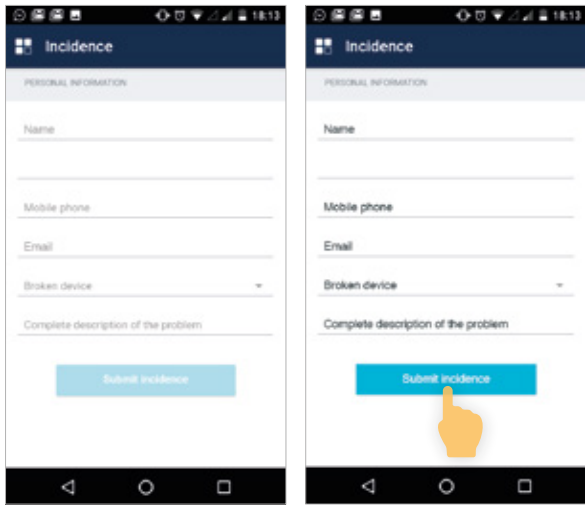 18:13
Incidence
PERSONAL INFORMATION
Name
Mobile phone
Email
Broken device
Complete description of the problem
Submit incidence
18:13
Incidence
PERSONAL INFORMATION
Name
Mobile phone
Email
Broken device
Complete description of the problem
Submit incidence